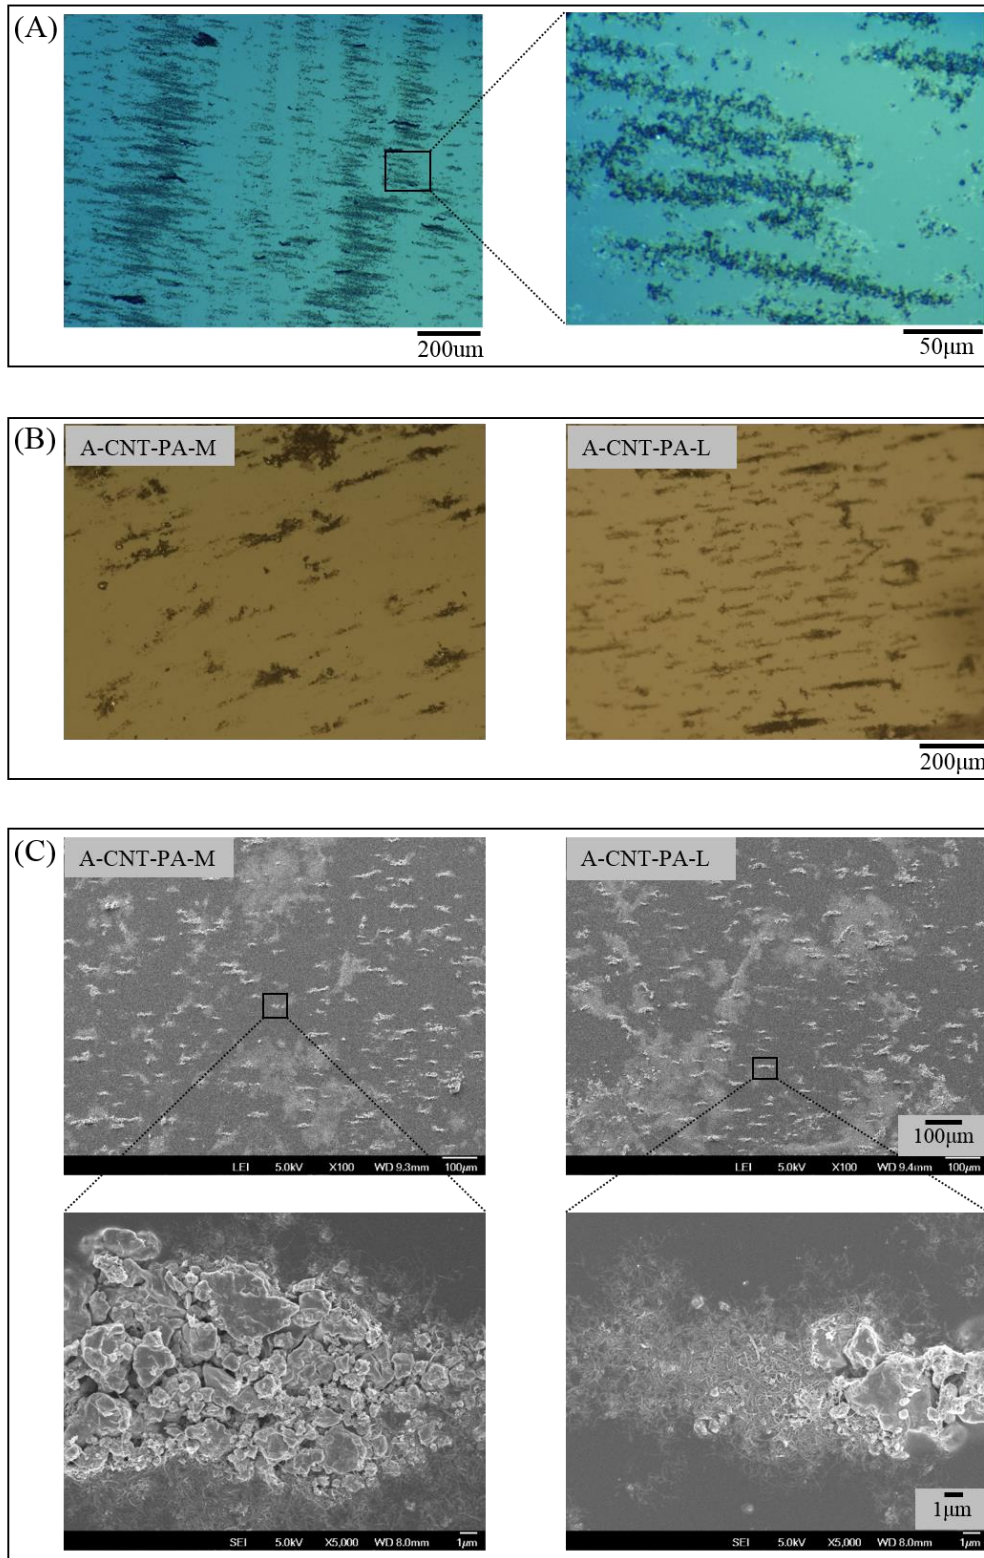 (A)
200um
50μm
(B)
A-CNT-PA-M
A-CNT-PA-L
200μm
(C)
A-CNT-PA-M
A-CNT-PA-L
100μm
LEI 5.0kV X100 WD 9.3mm 100μm
LEI 5.0kV X100 WD 9.4mm 100μm
1μm
SEI 5.0kV X5,000 WD 8.0mm 1μm
SEI 5.0kV X5,000 WD 8.0mm 1μm